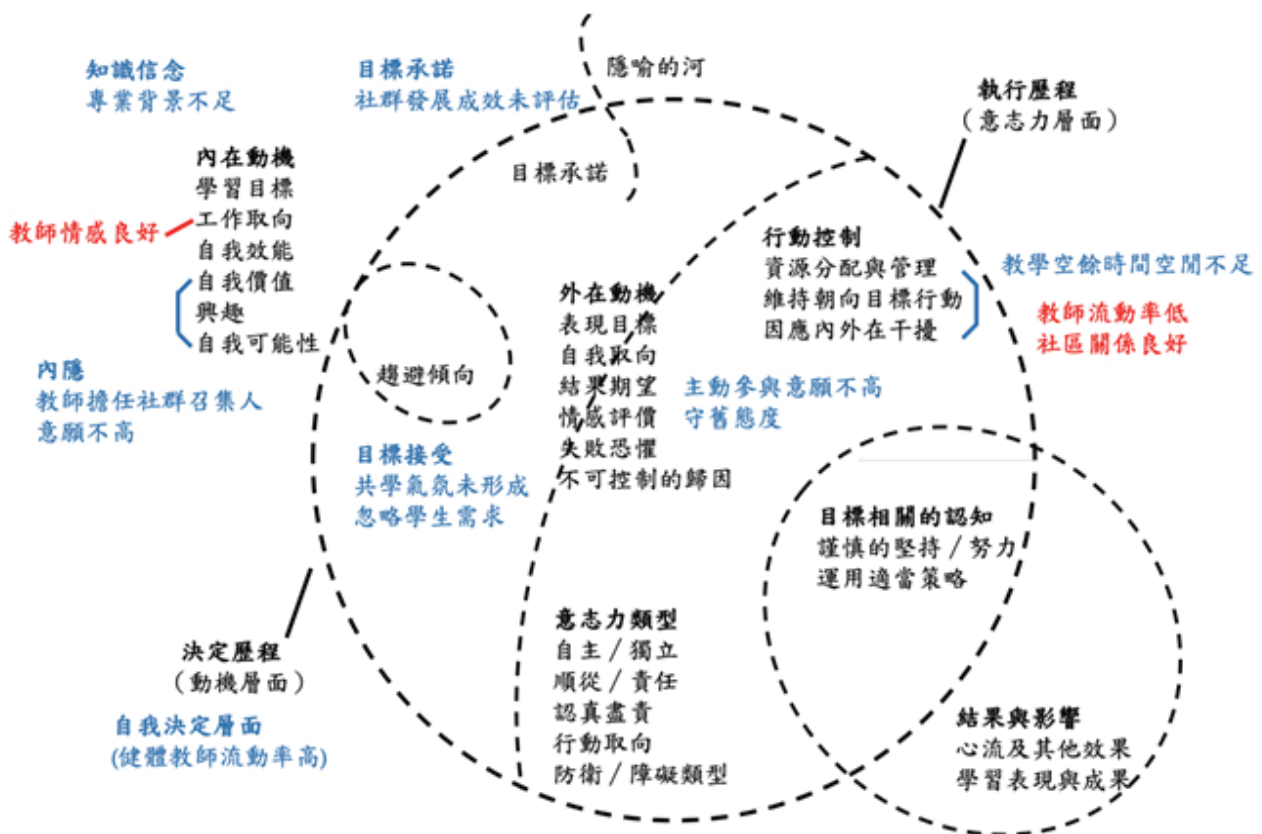 知識信念
專業背景不足
目標承諾
社群發展成效未評估
隱喻的河
目標承諾
執行歷程
（意志力層面）
內在動機
學習目標
工作取向
自我效能
自我價值
興趣
自我可能性
教師情感良好
內隱
教師擔任社群召集人
意願不高
趨避傾向
目標接受
共學氣氛未形成
忽略學生需求
外在動機
表現目標
自我取向
結果期望
情感評價
失敗恐懼
不可控制的歸因
主動參與意願不高
守舊態度
行動控制
資源分配與管理
維持朝向目標行動
因應內外在干擾
教學空餘時間空間不足
教師流動率低
社區關係良好
目標相關的認知
謹慎的堅持／努力
運用適當策略
決定歷程
（動機層面）
自我決定層面
(健體教師流動率高)
意志力類型
自主／獨立
順從／責任
認真盡責
行動取向
防衛／障礙類型
結果與影響
心流及其他效果
學習表現與成果